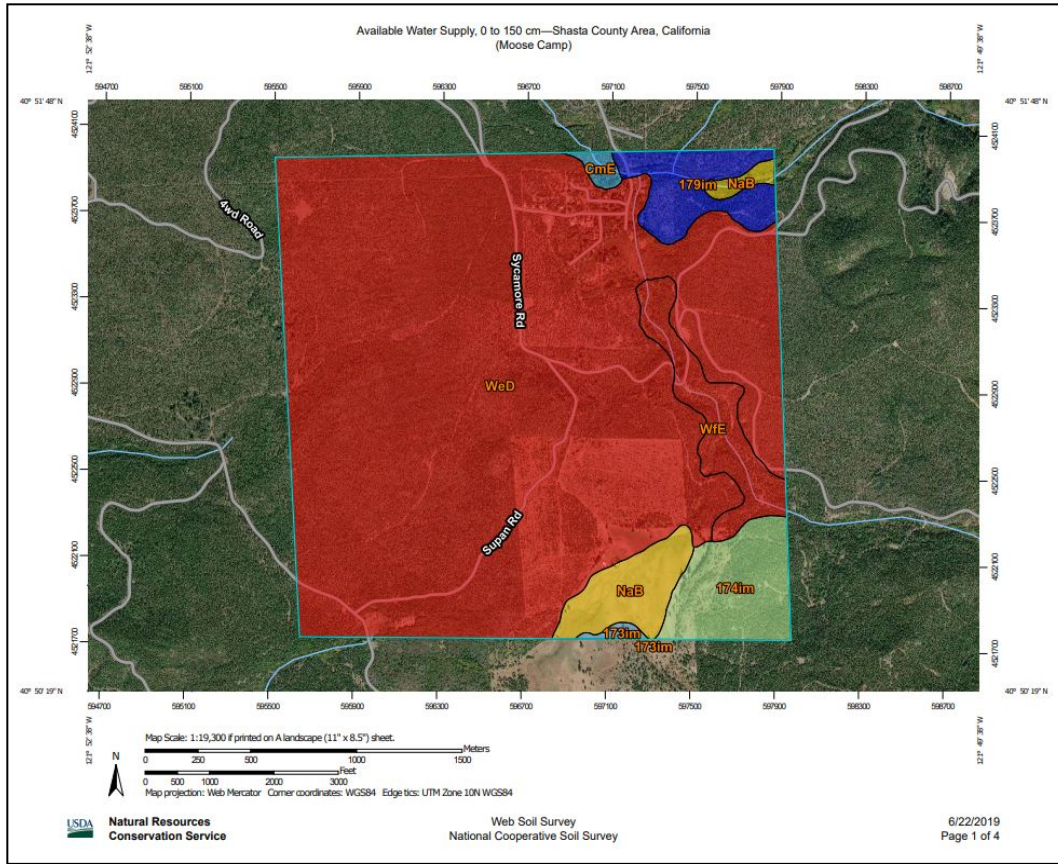 Available Water Supply, 0 to 150 cm—Shasta County Area, California
(Moose Camp)
121° 52' 38'' W
121° 49' 38'' W
594700 595100 595500 595900 596300 596700 597100 597500 597900 598300 598700
40° 51' 48'' N
40° 51' 48'' N
4524100
4524100
CmE
179im NaB
4523700
4523700
4wd Road
Sycamore Rd
4523300
4523300
4522900
4522900
WeD
WfE
4522500
4522500
Supan Rd
4522100
4522100
NaB
174im
173im
173im
4521700
4521700
40° 50' 19'' N
40° 50' 19'' N
594700 595100 595500 595900 596300 596700 597100 597500 597900 598300 598700
121° 52' 38'' W
121° 49' 38'' W
Map Scale: 1:19,300 if printed on A landscape (11" x 8.5") sheet.
N
Meters
0 250 500 1000 1500
Feet
0 500 1000 2000 3000
Map projection: Web Mercator Corner coordinates: WGS84 Edge tics: UTM Zone 10N WGS84
USDA
Natural Resources
Conservation Service
Web Soil Survey
National Cooperative Soil Survey
6/22/2019
Page 1 of 4